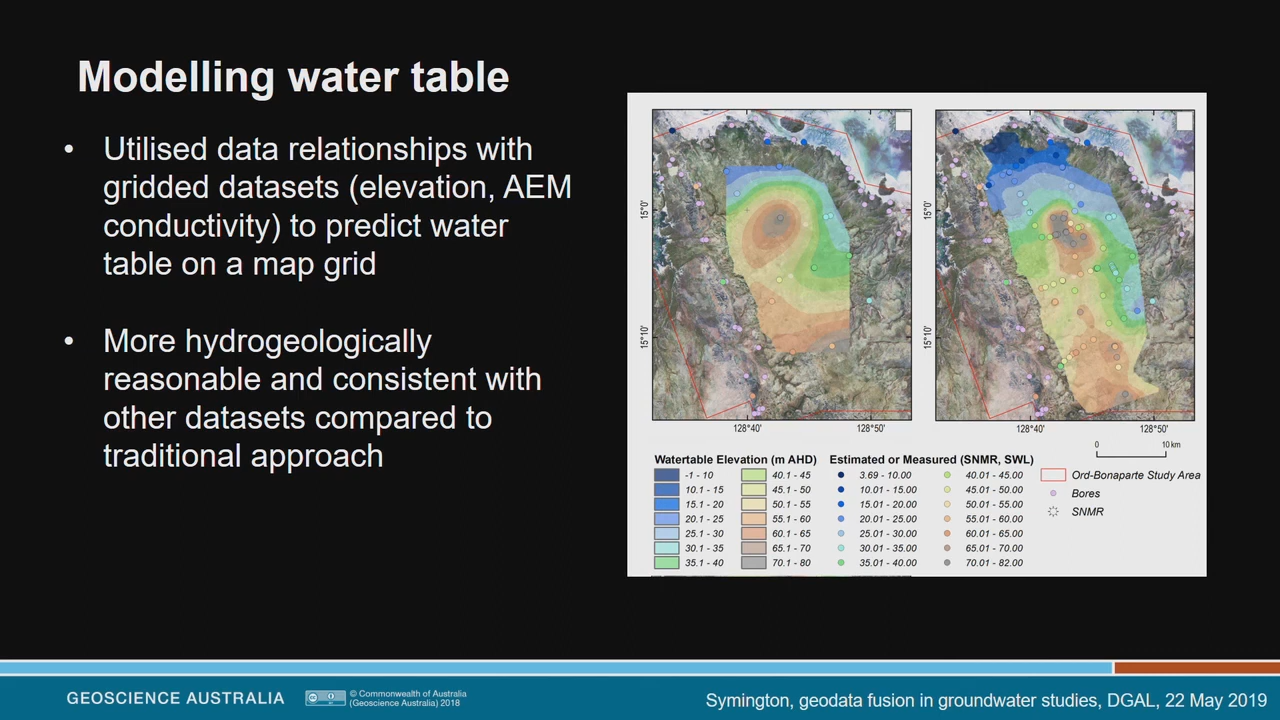 Modelling water table
• Utilised data relationships with
gridded datasets (elevation, AEM
conductivity) to predict water
table on a map grid
• More hydrogeologically
reasonable and consistent with
other datasets compared to
traditional approach
15°0'
15°10'
128°40'
128°50'
15°0'
15°10'
128°40'
128°50'
0 10 km
Watertable Elevation (m AHD)
-1 - 10
10.1 - 15
15.1 - 20
20.1 - 25
25.1 - 30
30.1 - 35
35.1 - 40
40.1 - 45
45.1 - 50
50.1 - 55
55.1 - 60
60.1 - 65
65.1 - 70
70.1 - 80
Estimated or Measured (SNMR, SWL)
3.69 - 10.00
10.01 - 15.00
15.01 - 20.00
20.01 - 25.00
25.01 - 30.00
30.01 - 35.00
35.01 - 40.00
40.01 - 45.00
45.01 - 50.00
50.01 - 55.00
55.01 - 60.00
60.01 - 65.00
65.01 - 70.00
70.01 - 82.00
Ord-Bonaparte Study Area
Bores
SNMR
GEOSCIENCE AUSTRALIA
© Commonwealth of Australia
(Geoscience Australia) 2018
Symington, geodata fusion in groundwater studies, DGAL, 22 May 2019